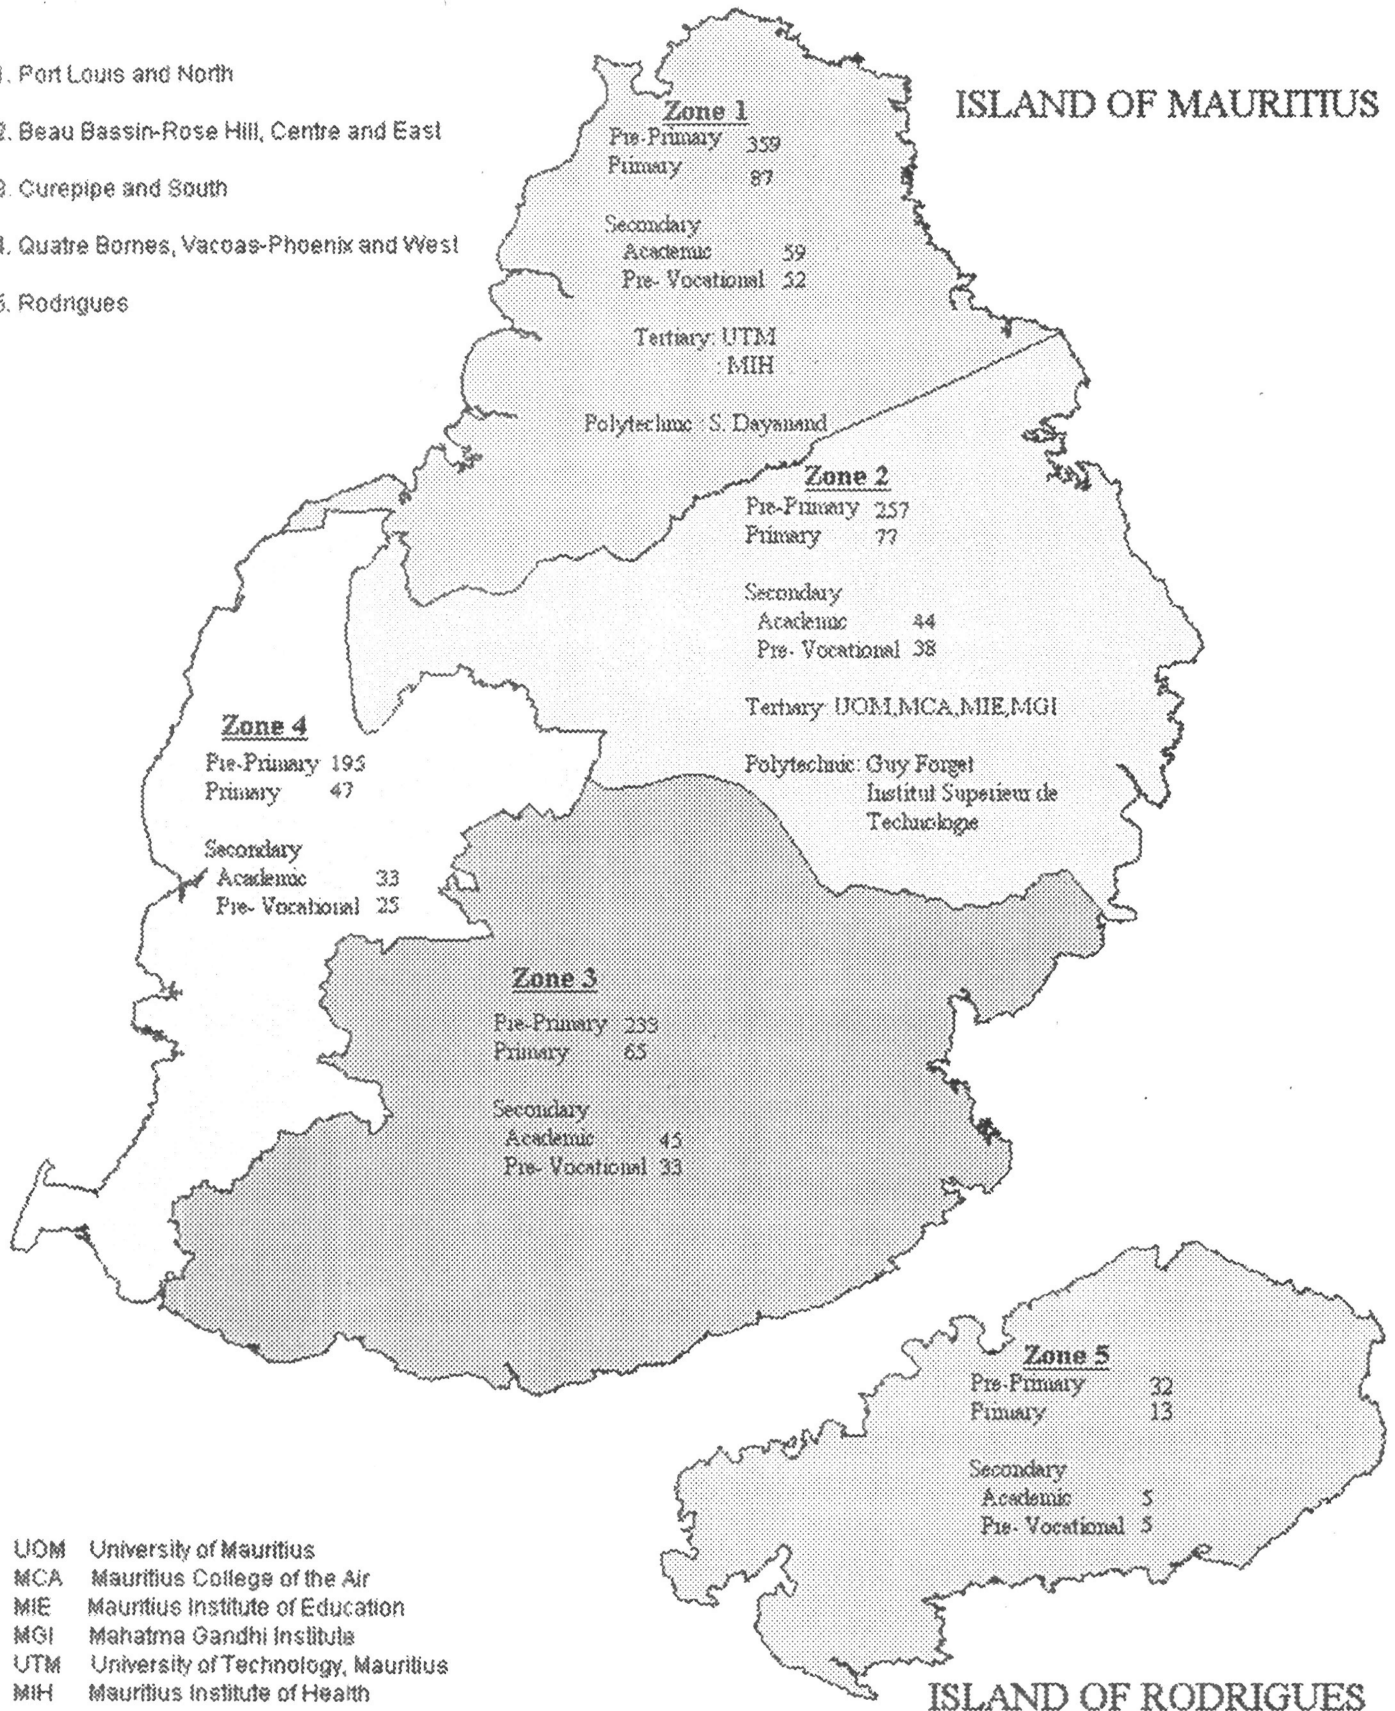 1. Port Louis and North
2. Beau Bassin-Rose Hill, Centre and East
3. Curepipe and South
4. Quatre Bornes, Vacoas-Phoenix and West
5. Rodrigues
ISLAND OF MAURITIUS
Zone 1
Pre-Primary 359
Primary 87
Secondary
Academic 59
Pre- Vocational 52
Tertiary: UTM
: MIH
Polytechnic : S. Dayanand
Zone 2
Pre-Primary 257
Primary 77
Secondary
Academic 44
Pre- Vocational 38
Tertiary: UOM,MCA,MIE,MGI
Polytechnic: Guy Forget
Institut Superieur de
Technologie
Zone 4
Pre-Primary 195
Primary 47
Secondary
Academic 33
Pre- Vocational 25
Zone 3
Pre-Primary 233
Primary 65
Secondary
Academic 45
Pre- Vocational 33
Zone 5
Pre-Primary 32
Primary 13
Secondary
Academic 5
Pre- Vocational 5
UOM University of Mauritius
MCA Mauritius College of the Air
MIE Mauritius Institute of Education
MGI Mahatma Gandhi Institute
UTM University of Technology, Mauritius
MIH Mauritius Institute of Health
ISLAND OF RODRIGUES